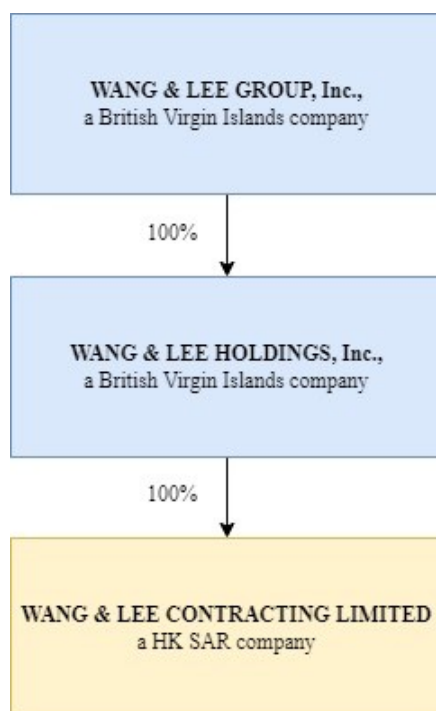 WANG & LEE GROUP, Inc.,
a British Virgin Islands company
100%
WANG & LEE HOLDINGS, Inc.,
a British Virgin Islands company
100%
WANG & LEE CONTRACTING LIMITED
a HK SAR company